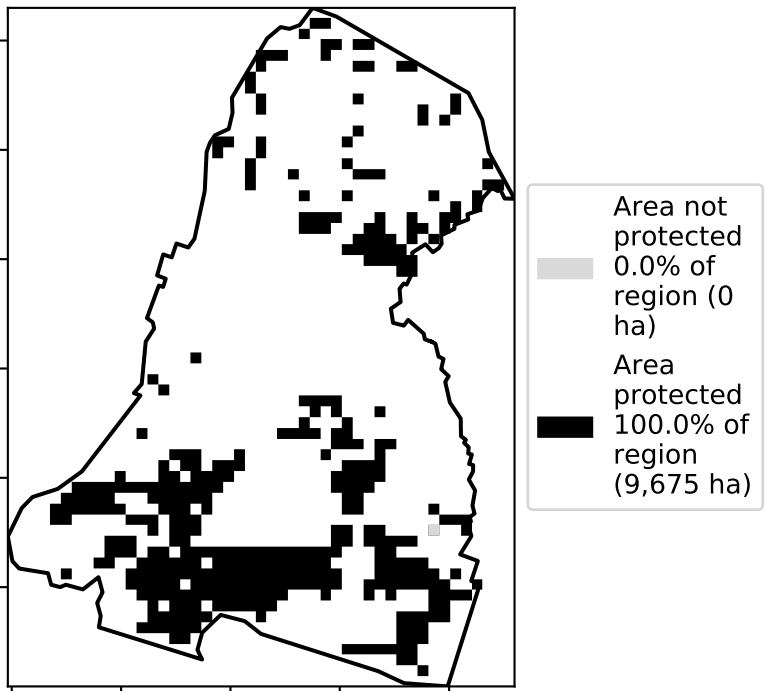 Area not
protected
0.0% of
region (0
ha)
Area
protected
100.0% of
region
(9,675 ha)